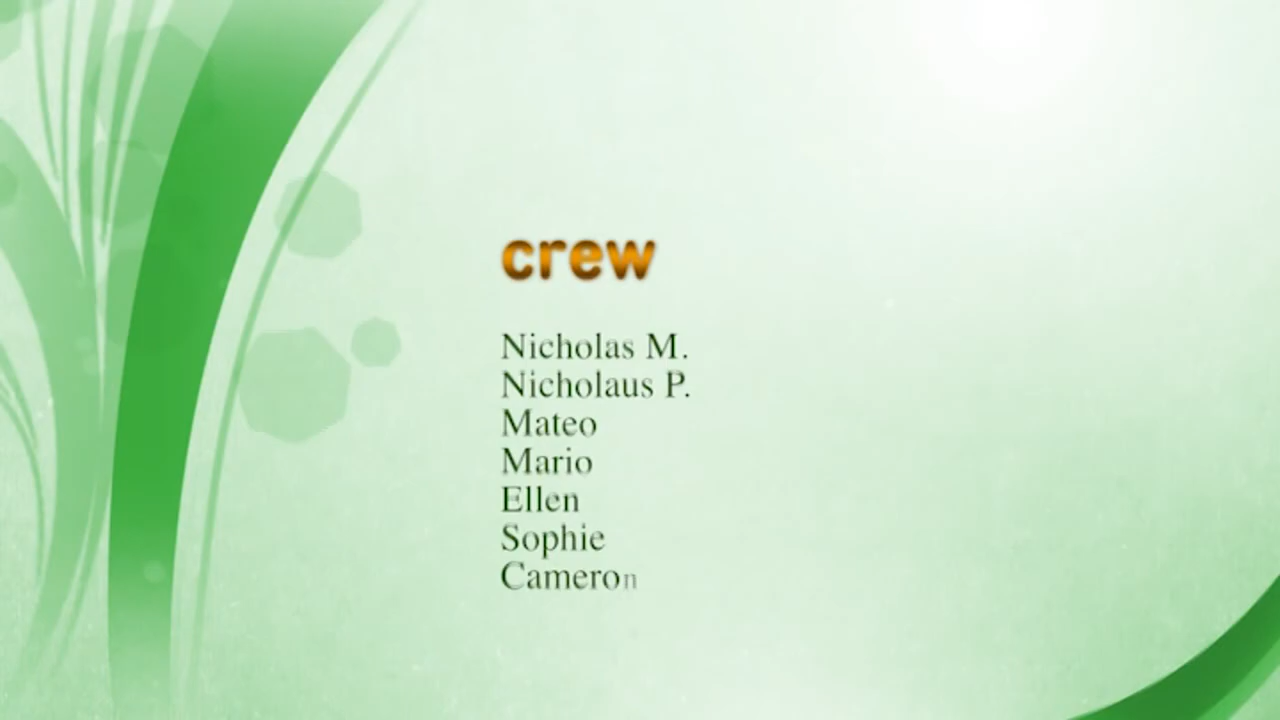 crew
Nicholas M.
Nicholaus P.
Mateo
Mario
Ellen
Sophie
Cameron